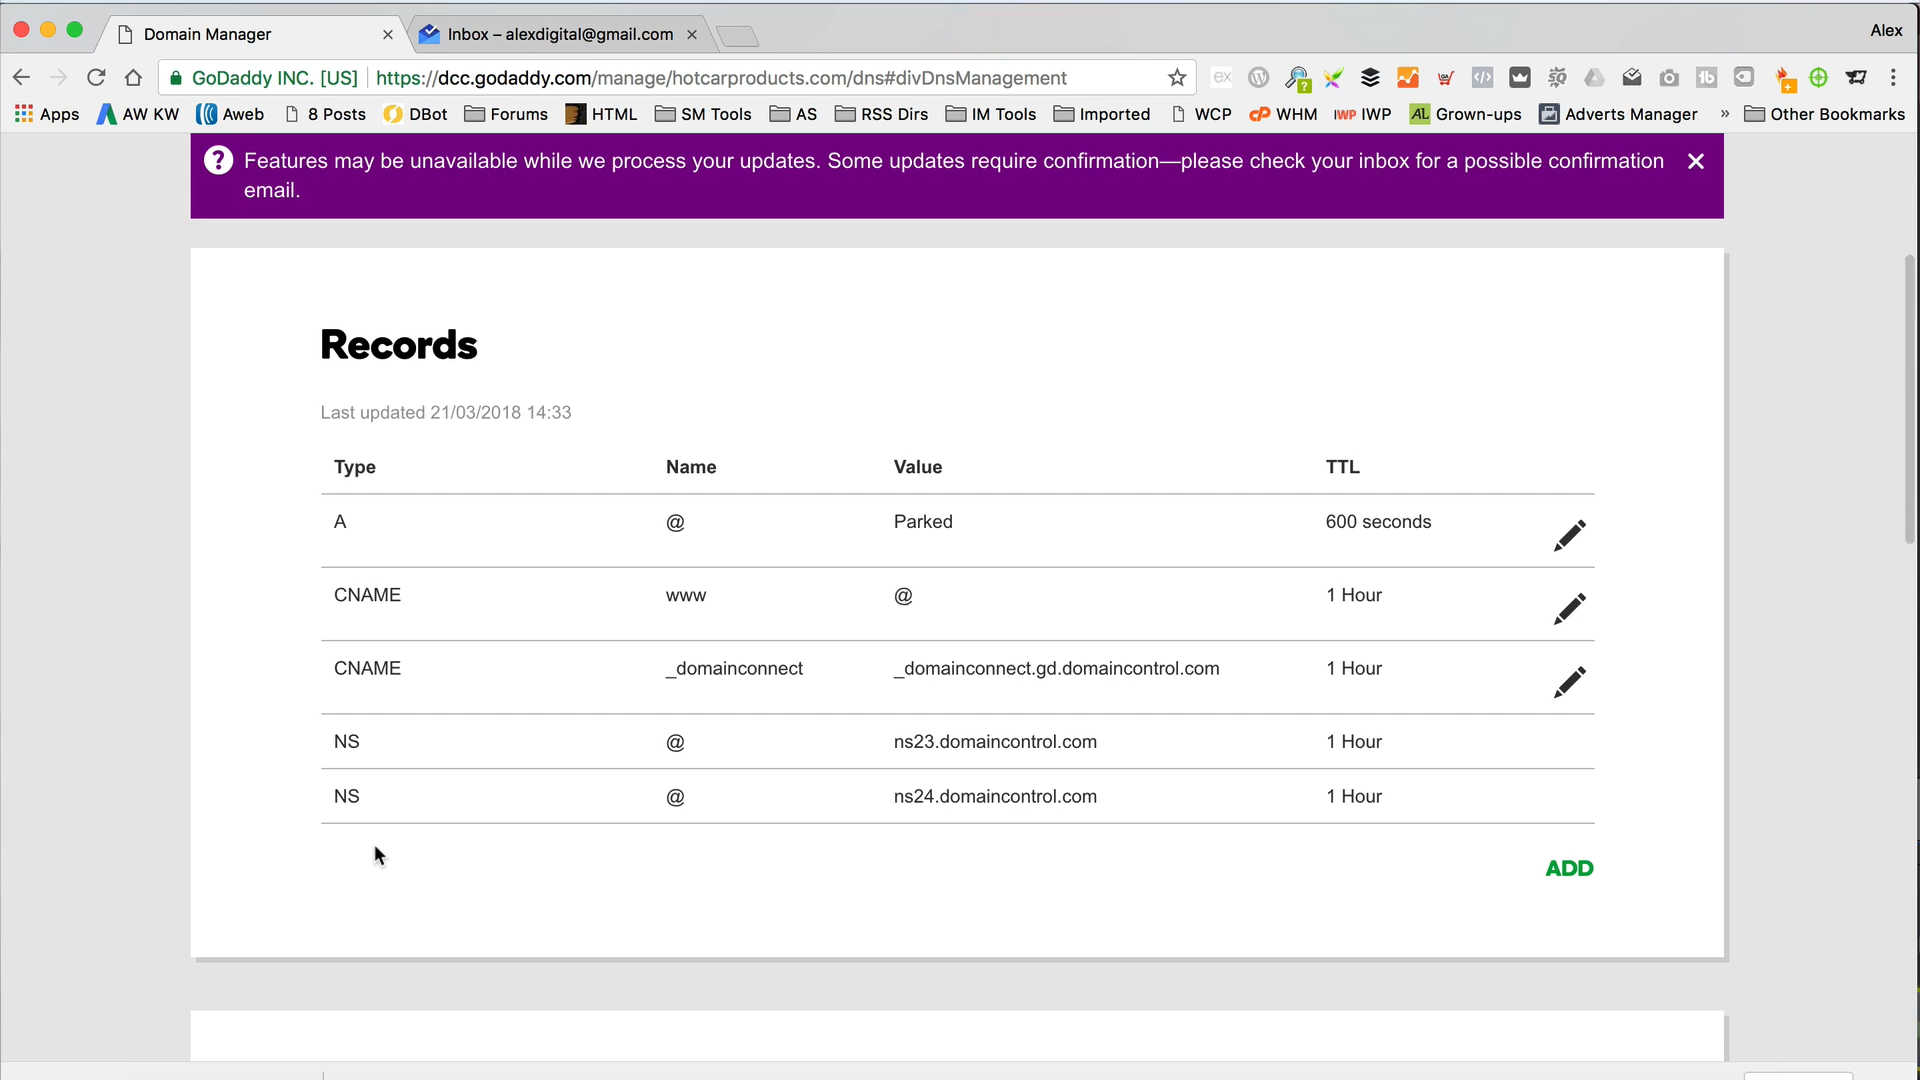 Domain Manager
Inbox – alexdigital@gmail.com
Alex
GoDaddy INC. [US]
https://dcc.godaddy.com/manage/hotcarproducts.com/dns#divDnsManagement
Apps
AW KW
Aweb
8 Posts
DBot
Forums
HTML
SM Tools
AS
RSS Dirs
IM Tools
Imported
WCP
cP WHM
IWP IWP
AL Grown-ups
Adverts Manager
»
Other Bookmarks
Features may be unavailable while we process your updates. Some updates require confirmation—please check your inbox for a possible confirmation
email.
Records
Last updated 21/03/2018 14:33
Type Name Value TTL
A @ Parked 600 seconds
CNAME www @ 1 Hour
CNAME _domainconnect _domainconnect.gd.domaincontrol.com 1 Hour
NS @ ns23.domaincontrol.com 1 Hour
NS @ ns24.domaincontrol.com 1 Hour
ADD